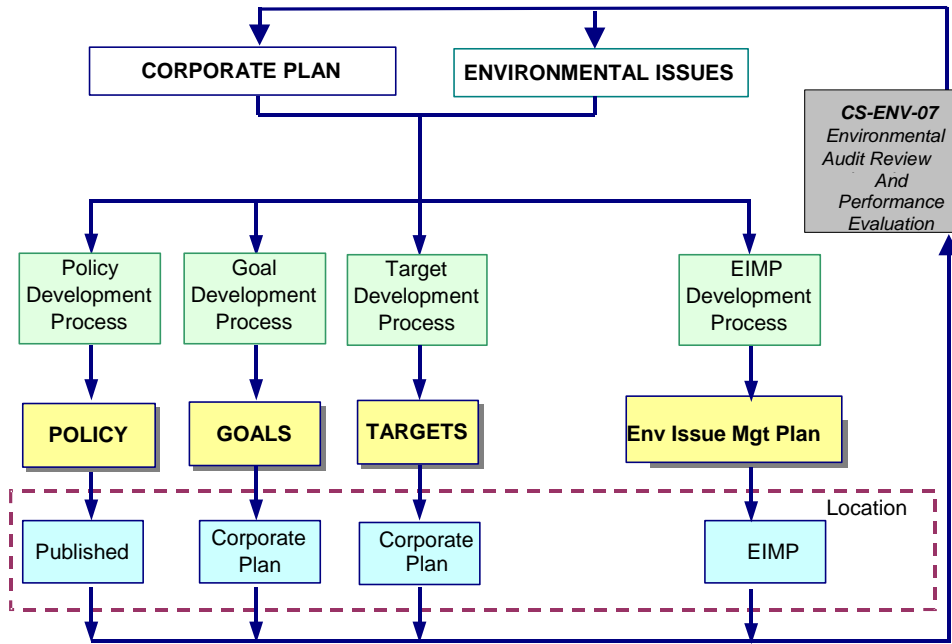 CORPORATE PLAN
ENVIRONMENTAL ISSUES
CS-ENV-07
Environmental
Audit Review
And
Performance
Evaluation
Policy
Development
Process
Goal
Development
Process
Target
Development
Process
EIMP
Development
Process
POLICY
GOALS
TARGETS
Env Issue Mgt Plan
Location
Published
Corporate
Plan
Corporate
Plan
EIMP